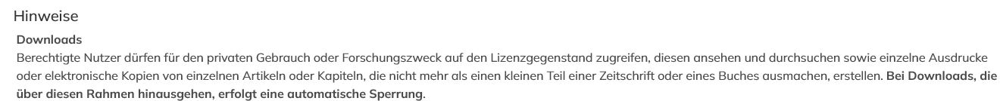 Hinweise
Downloads
Berechtigte Nutzer dürfen für den privaten Gebrauch oder Forschungszweck auf den Lizenzgegenstand zugreifen, diesen ansehen und durchsuchen sowie einzelne Ausdrucke
oder elektronische Kopien von einzelnen Artikeln oder Kapiteln, die nicht mehr als einen kleinen Teil einer Zeitschrift oder eines Buches ausmachen, erstellen. Bei Downloads, die
über diesen Rahmen hinausgehen, erfolgt eine automatische Sperrung.